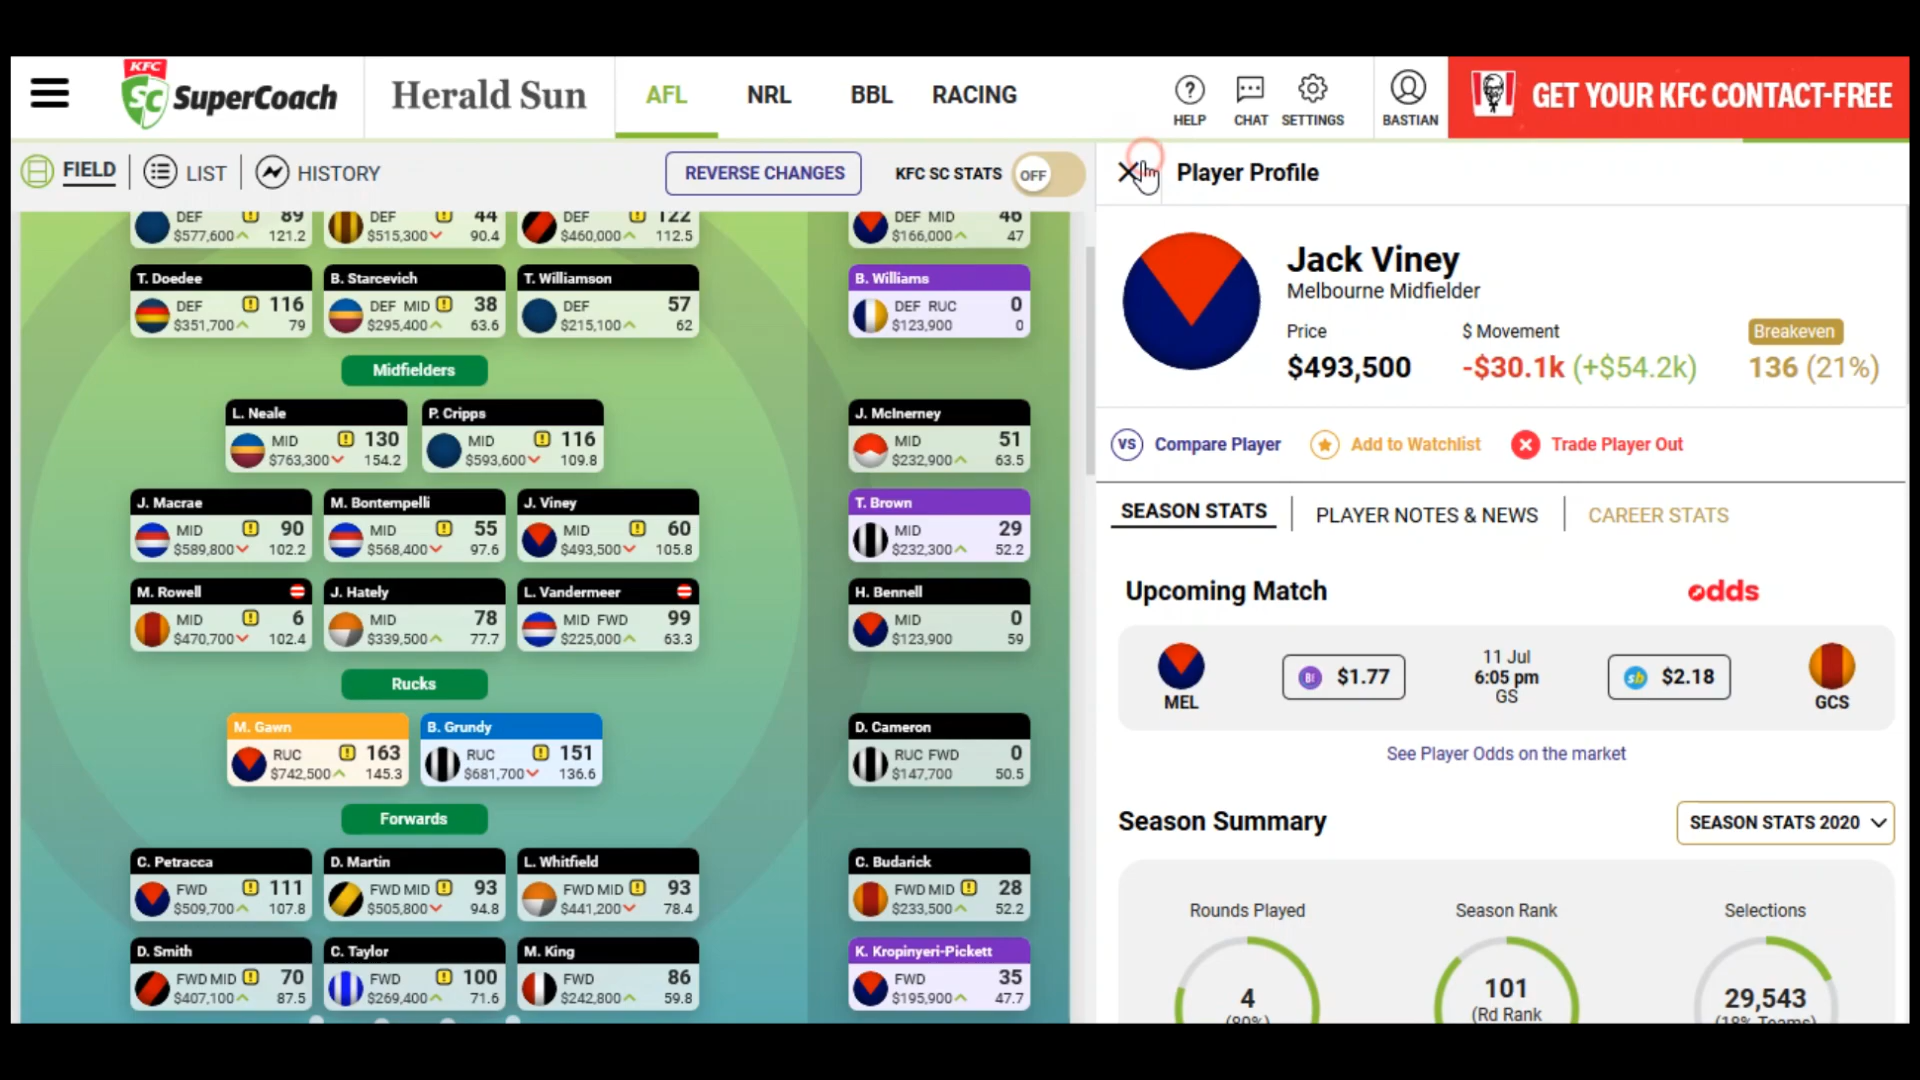 KFC
SC SuperCoach
Herald Sun
AFL
NRL
BBL
RACING
HELP
CHAT
SETTINGS
BASTIAN
GET YOUR KFC CONTACT-FREE
FIELD
LIST
HISTORY
REVERSE CHANGES
KFC SC STATS
OFF
Player Profile
DEF 89
$577,600 121.2
DEF 44
$515,300 90.4
DEF 122
$460,000 112.5
DEF MID 46
$166,000 47
T. Doedee
DEF 116
$351,700 79
B. Starcevich
DEF MID 38
$295,400 63.6
T. Williamson
DEF 57
$215,100 62
B. Williams
DEF RUC 0
$123,900 0
Midfielders
L. Neale
MID 130
$763,300 154.2
P. Cripps
MID 116
$593,600 109.8
J. McInerney
MID 51
$232,900 63.5
J. Macrae
MID 90
$589,800 102.2
M. Bontempelli
MID 55
$568,400 97.6
J. Viney
MID 60
$493,500 105.8
T. Brown
MID 29
$232,300 52.2
M. Rowell
MID 6
$470,700 102.4
J. Hately
MID 78
$339,500 77.7
L. Vandermeer
MID FWD 99
$225,000 63.3
H. Bennell
MID 0
$123,900 59
Rucks
M. Gawn
RUC 163
$742,500 145.3
B. Grundy
RUC 151
$681,700 136.6
D. Cameron
RUC FWD 0
$147,700 50.5
Forwards
C. Petracca
FWD 111
$509,700 107.8
D. Martin
FWD MID 93
$505,800 94.8
L. Whitfield
FWD MID 93
$441,200 78.4
C. Budarick
FWD MID 28
$233,500 52.2
D. Smith
FWD MID 70
$407,100 87.5
C. Taylor
FWD 100
$269,400 71.6
M. King
FWD 86
$242,800 59.8
K. Kropinyeri-Pickett
FWD 35
$195,900 47.7
Jack Viney
Melbourne Midfielder
Price
$493,500
$ Movement
-$30.1k (+$54.2k)
Breakeven
136 (21%)
VS Compare Player
Add to Watchlist
Trade Player Out
SEASON STATS
PLAYER NOTES & NEWS
CAREER STATS
Upcoming Match
odds
MEL
$1.77
11 Jul
6:05 pm
GS
sb $2.18
GCS
See Player Odds on the market
Season Summary
SEASON STATS 2020
Rounds Played
4
(80%)
Season Rank
101
(Rd Rank
Selections
29,543
(18% Teams)